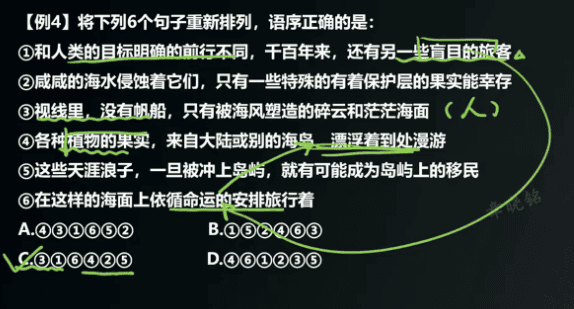 【例4】将下列6个句子重新排列，语序正确的是：
①和人类的目标明确的前行不同，千百年来，还有另一些盲目的旅客
②咸咸的海水侵蚀着它们，只有一些特殊的有着保护层的果实能幸存
③视线里，没有帆船，只有被海风塑造的碎云和茫茫海面（人）
④各种植物的果实，来自大陆或别的海岛，漂浮着到处漫游
⑤这些天涯浪子，一旦被冲上岛屿，就有可能成为岛屿上的移民
⑥在这样的海面上依循命运的安排旅行着
A.④③①⑥⑤② B.①⑤②④⑥③
C.③①⑥④②⑤ D.④⑥①②③⑤